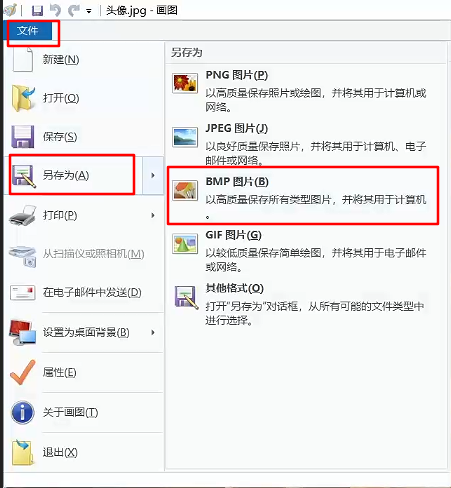 头像.jpg - 画图
文件
新建(N)
打开(O)
保存(S)
另存为(A)
打印(P)
从扫描仪或照相机(M)
在电子邮件中发送(D)
设置为桌面背景(B)
属性(E)
关于画图(T)
退出(X)
另存为
PNG 图片(P)
以高质量保存照片或绘图，并将其用于计算机或
网络。
JPEG 图片(J)
以良好质量保存照片，并将其用于计算机、电子
邮件或网络。
BMP 图片(B)
以高质量保存所有类型图片，并将其用于计算机
。
GIF 图片(G)
以较低质量保存简单绘图，并将其用于电子邮件
或网络。
其他格式(O)
打开“另存为”对话框，从所有可能的文件类型中
进行选择。